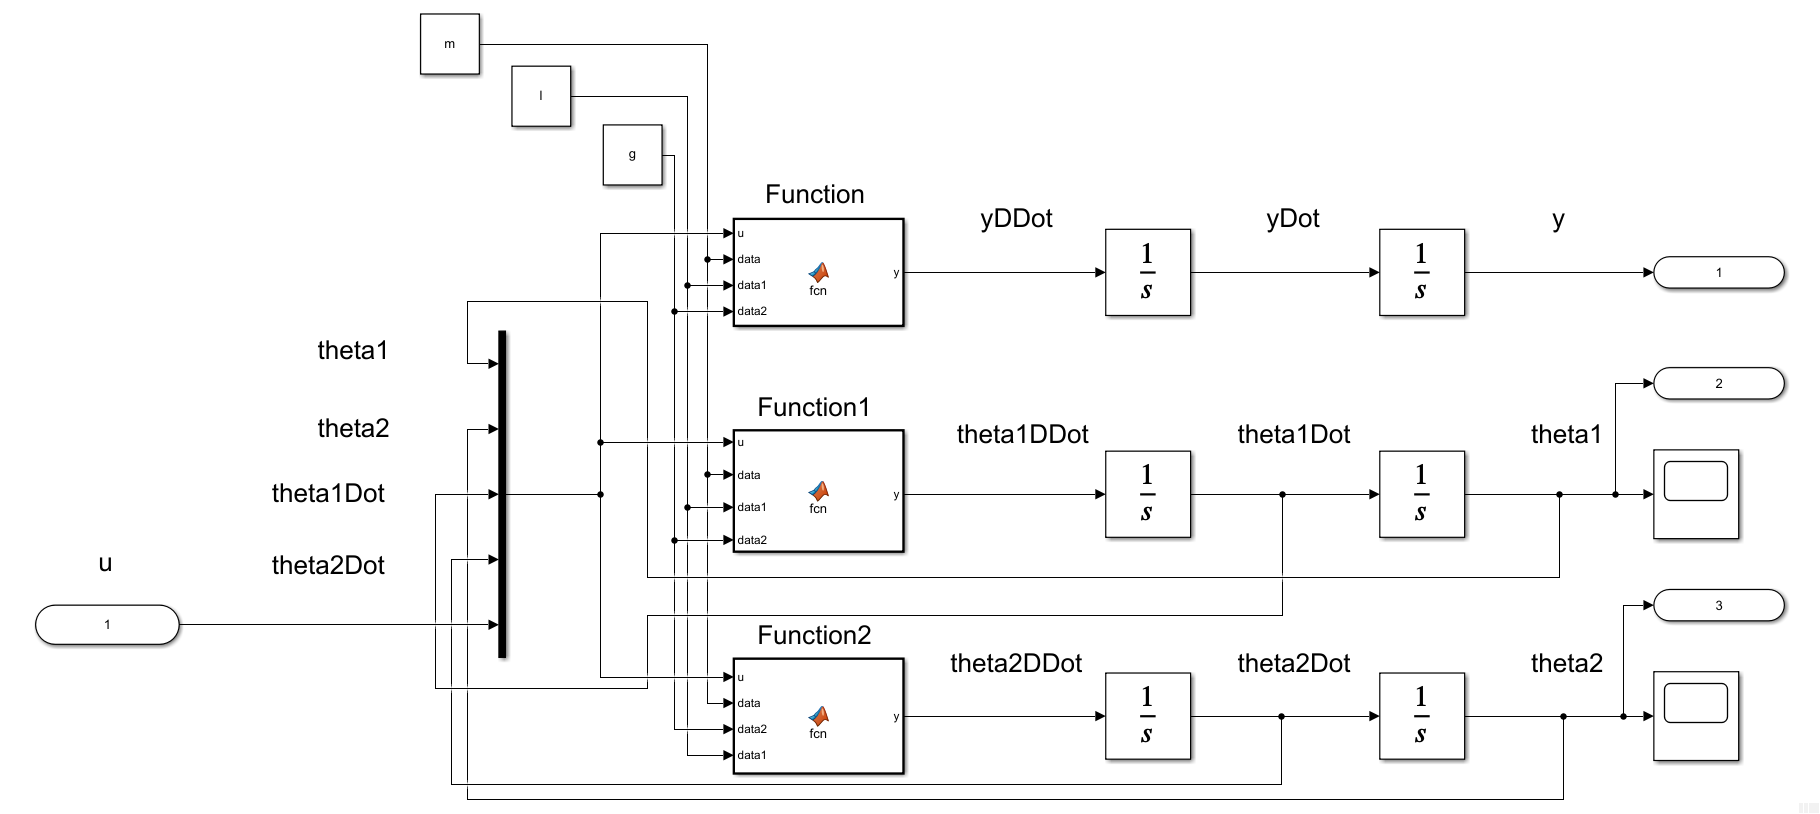 m
l
g
Function
u
data
data1
data2
fcn
y
yDDot
1
s
yDot
1
s
y
1
theta1
theta2
theta1Dot
theta2Dot
u
1
Function1
u
data
data1
data2
fcn
y
theta1DDot
1
s
theta1Dot
1
s
theta1
2
Function2
u
data
data2
data1
fcn
y
theta2DDot
1
s
theta2Dot
1
s
theta2
3